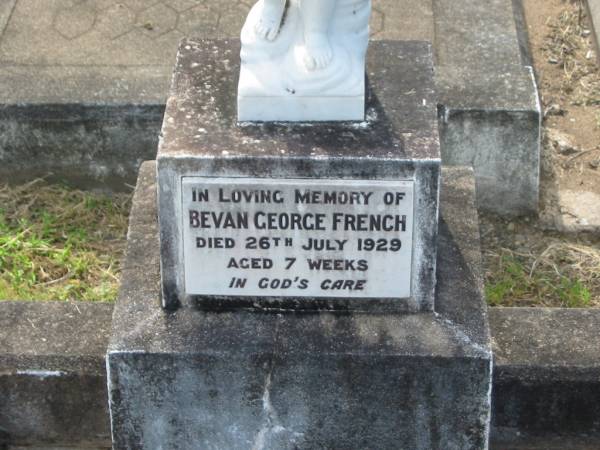 IN LOVING MEMORY OF
BEVAN GEORGE FRENCH
DIED 26TH JULY 1929
AGED 7 WEEKS
IN GOD'S CARE